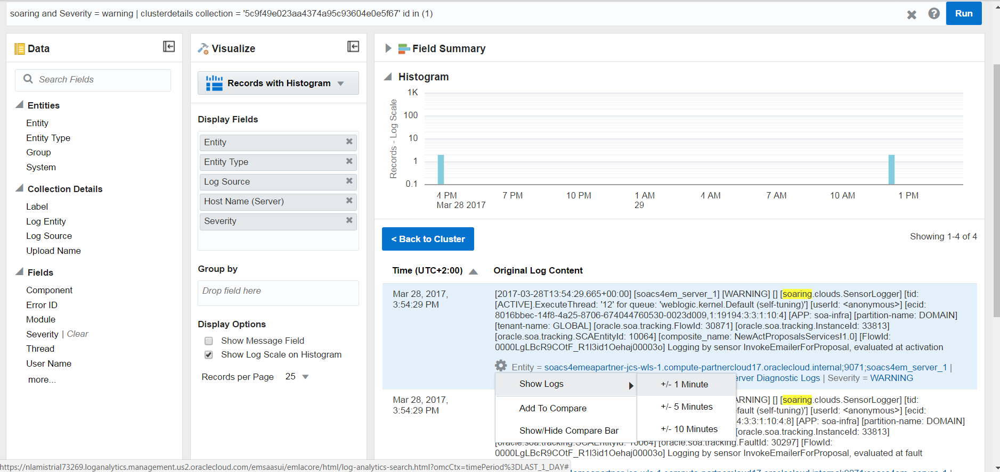 soaring and Severity = warning | clusterdetails collection = '5c9f49e023aa4374a95c93604e0e5f67' id in (1)
Run
Data
Search Fields
Entities
Entity
Entity Type
Group
System
Collection Details
Label
Log Entity
Log Source
Upload Name
Fields
Component
Error ID
Module
Severity | Clear
Thread
User Name
more...
Visualize
Records with Histogram
Display Fields
Entity
Entity Type
Log Source
Host Name (Server)
Severity
Group by
Drop field here
Display Options
Show Message Field
Show Log Scale on Histogram
Records per Page 25
Field Summary
Histogram
Records - Log Scale
1K
100
10
1
0.1
4 PM 7 PM 10 PM 1 AM 4 AM 7 AM 10 AM 1 PM
Mar 28 2017 29
< Back to Cluster
Showing 1-4 of 4
Time (UTC+2:00) Original Log Content
Mar 28, 2017,
3:54:29 PM
[2017-03-28T13:54:29.665+00:00] [soacs4em_server_1] [WARNING] [] [soaring.clouds.SensorLogger] [tid:
[ACTIVE].ExecuteThread: '12' for queue: 'weblogic.kernel.Default (self-tuning)'] [userId: <anonymous>] [ecid:
8016bbec-14f8-4a25-8706-674044760530-0023d009,1:19194:3:3:1:10:4] [APP: soa-infra] [partition-name: DOMAIN]
[tenant-name: GLOBAL] [oracle.soa.tracking.FlowId: 30871] [oracle.soa.tracking.InstanceId: 33813]
[oracle.soa.tracking.SCAEntityId: 10064] [composite_name: NewActProposalsServices!1.0] [FlowId:
0000LgLBcR9COtF_R1I3id1Oehaj00003o] Logging by sensor InvokeEmailerForProposal, evaluated at activation
Entity = soacs4emeapartner-jcs-wls-1.compute-partnercloud17.oraclecloud.internal;9071;soacs4em_server_1 |
erver Diagnostic Logs | Severity = WARNING
Show Logs
Add To Compare
Show/Hide Compare Bar
+/- 1 Minute
+/- 5 Minutes
+/- 10 Minutes
Mar 28, 2017,
3:54:29 PM
ARNING] [] [soaring.clouds.SensorLogger] [tid:
fault (self-tuning)'] [userId: <anonymous>] [ecid:
4:3:3:1:10:4:8] [APP: soa-infra] [partition-name: DOMAIN]
[oracle.soa.tracking.InstanceId: 33813]
[oracle.soa.tracking.SCAEntityId: 10064] [oracle.soa.tracking.FaultId: 30297] [FlowId:
0000LgLBcR9COtF_R1I3id1Oehaj00003o] Logging by sensor InvokeEmailerForProposal, evaluated at fault
https://nlamistrial73269.loganalytics.management.us2.oraclecloud.com/emsaasui/emlacore/html/log-analytics-search.html?omcCtx=timePeriod%3DLAST_1_DAY#